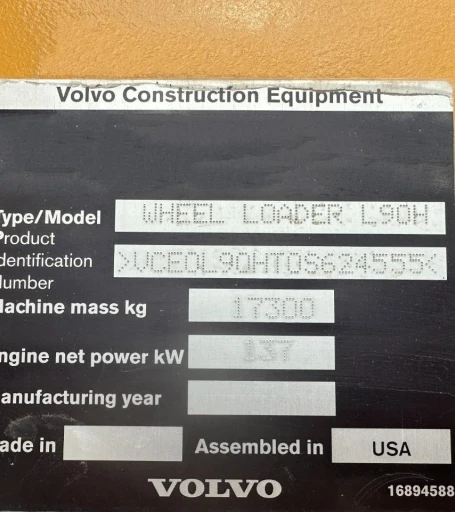 Volvo Construction Equipment
Type/Model WHEEL LOADER L90H
Product
Identification >VCE0L90HT0S624555<
Number
Machine mass kg 17300
Engine net power kW 137
Manufacturing year
Made in Assembled in USA
VOLVO 16894588